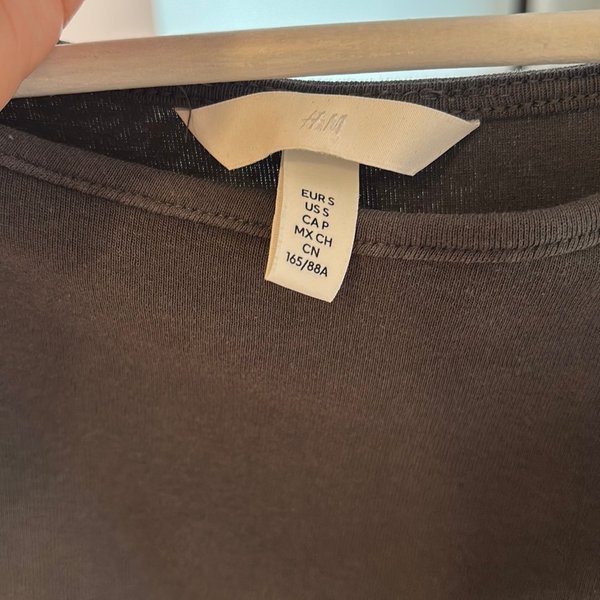 H&M
EUR S
US S
CA P
MX CH
CN
165/88A